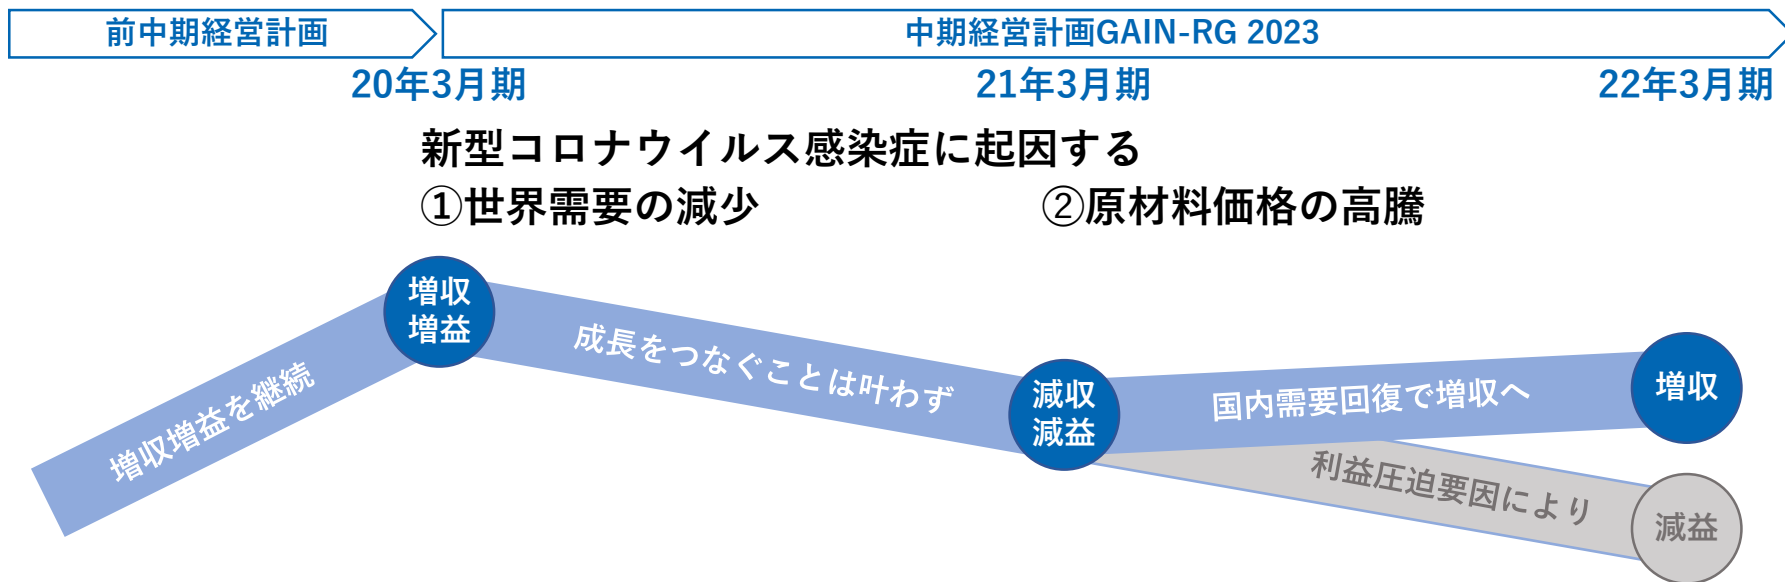 前中期経営計画
中期経営計画GAIN-RG 2023
20年3月期
21年3月期
22年3月期
新型コロナウイルス感染症に起因する
①世界需要の減少
②原材料価格の高騰
増収増益を継続
増収
増益
成長をつなぐことは叶わず
減収
減益
国内需要回復で増収へ
増収
利益圧迫要因により
減益